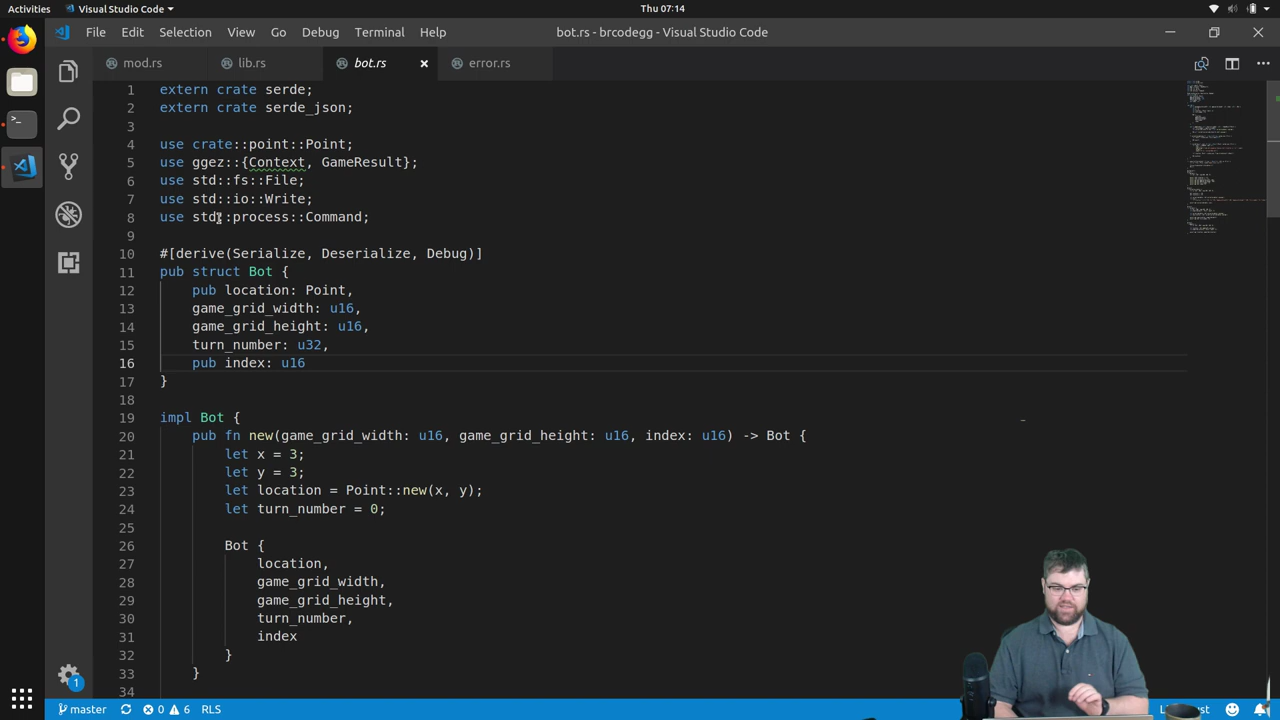 Activities
Visual Studio Code
Thu 07:14
File Edit Selection View Go Debug Terminal Help
bot.rs - brcodegg - Visual Studio Code
mod.rs
lib.rs
bot.rs
error.rs
1 extern crate serde;
2 extern crate serde_json;
3
4 use crate::point::Point;
5 use ggez::{Context, GameResult};
6 use std::fs::File;
7 use std::io::Write;
8 use std::process::Command;
9
10 #[derive(Serialize, Deserialize, Debug)]
11 pub struct Bot {
12 pub location: Point,
13 game_grid_width: u16,
14 game_grid_height: u16,
15 turn_number: u32,
16 pub index: u16
17 }
18
19 impl Bot {
20 pub fn new(game_grid_width: u16, game_grid_height: u16, index: u16) -> Bot {
21 let x = 3;
22 let y = 3;
23 let location = Point::new(x, y);
24 let turn_number = 0;
25
26 Bot {
27 location,
28 game_grid_width,
29 game_grid_height,
30 turn_number,
31 index
32 }
33 }
34
1
master
0
6
RLS